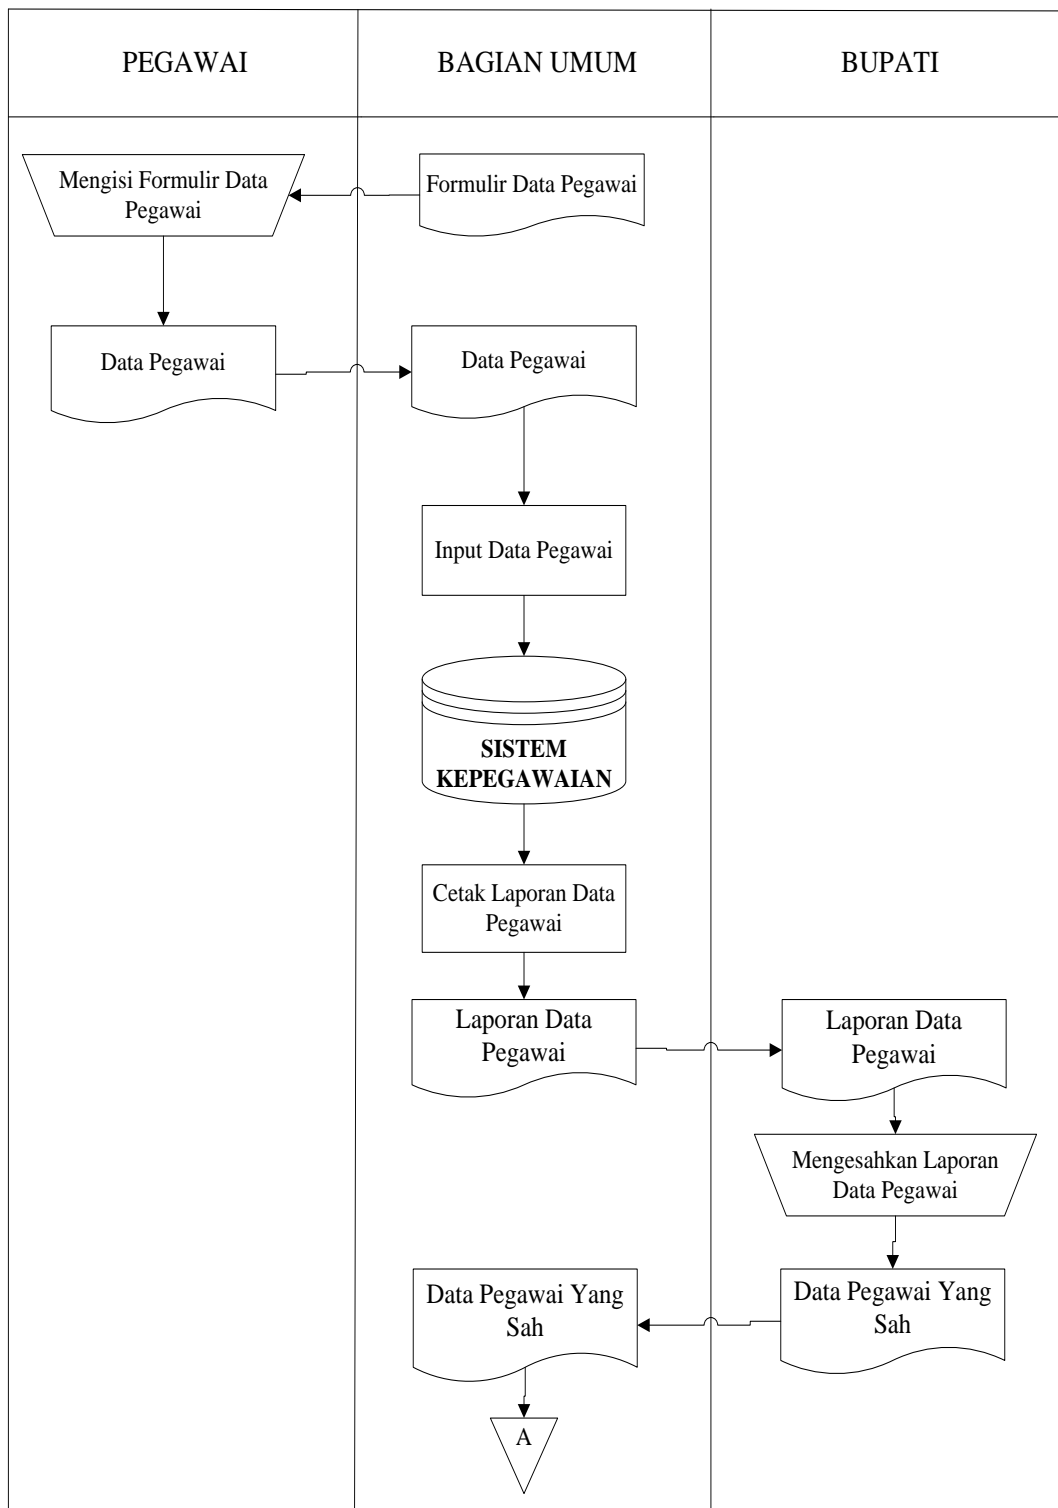 PEGAWAI
BAGIAN UMUM
BUPATI
Mengisi Formulir Data
Pegawai
Formulir Data Pegawai
Data Pegawai
Data Pegawai
Input Data Pegawai
SISTEM
KEPEGAWAIAN
Cetak Laporan Data
Pegawai
Laporan Data
Pegawai
Laporan Data
Pegawai
Mengesahkan Laporan
Data Pegawai
Data Pegawai Yang
Sah
Data Pegawai Yang
Sah
A